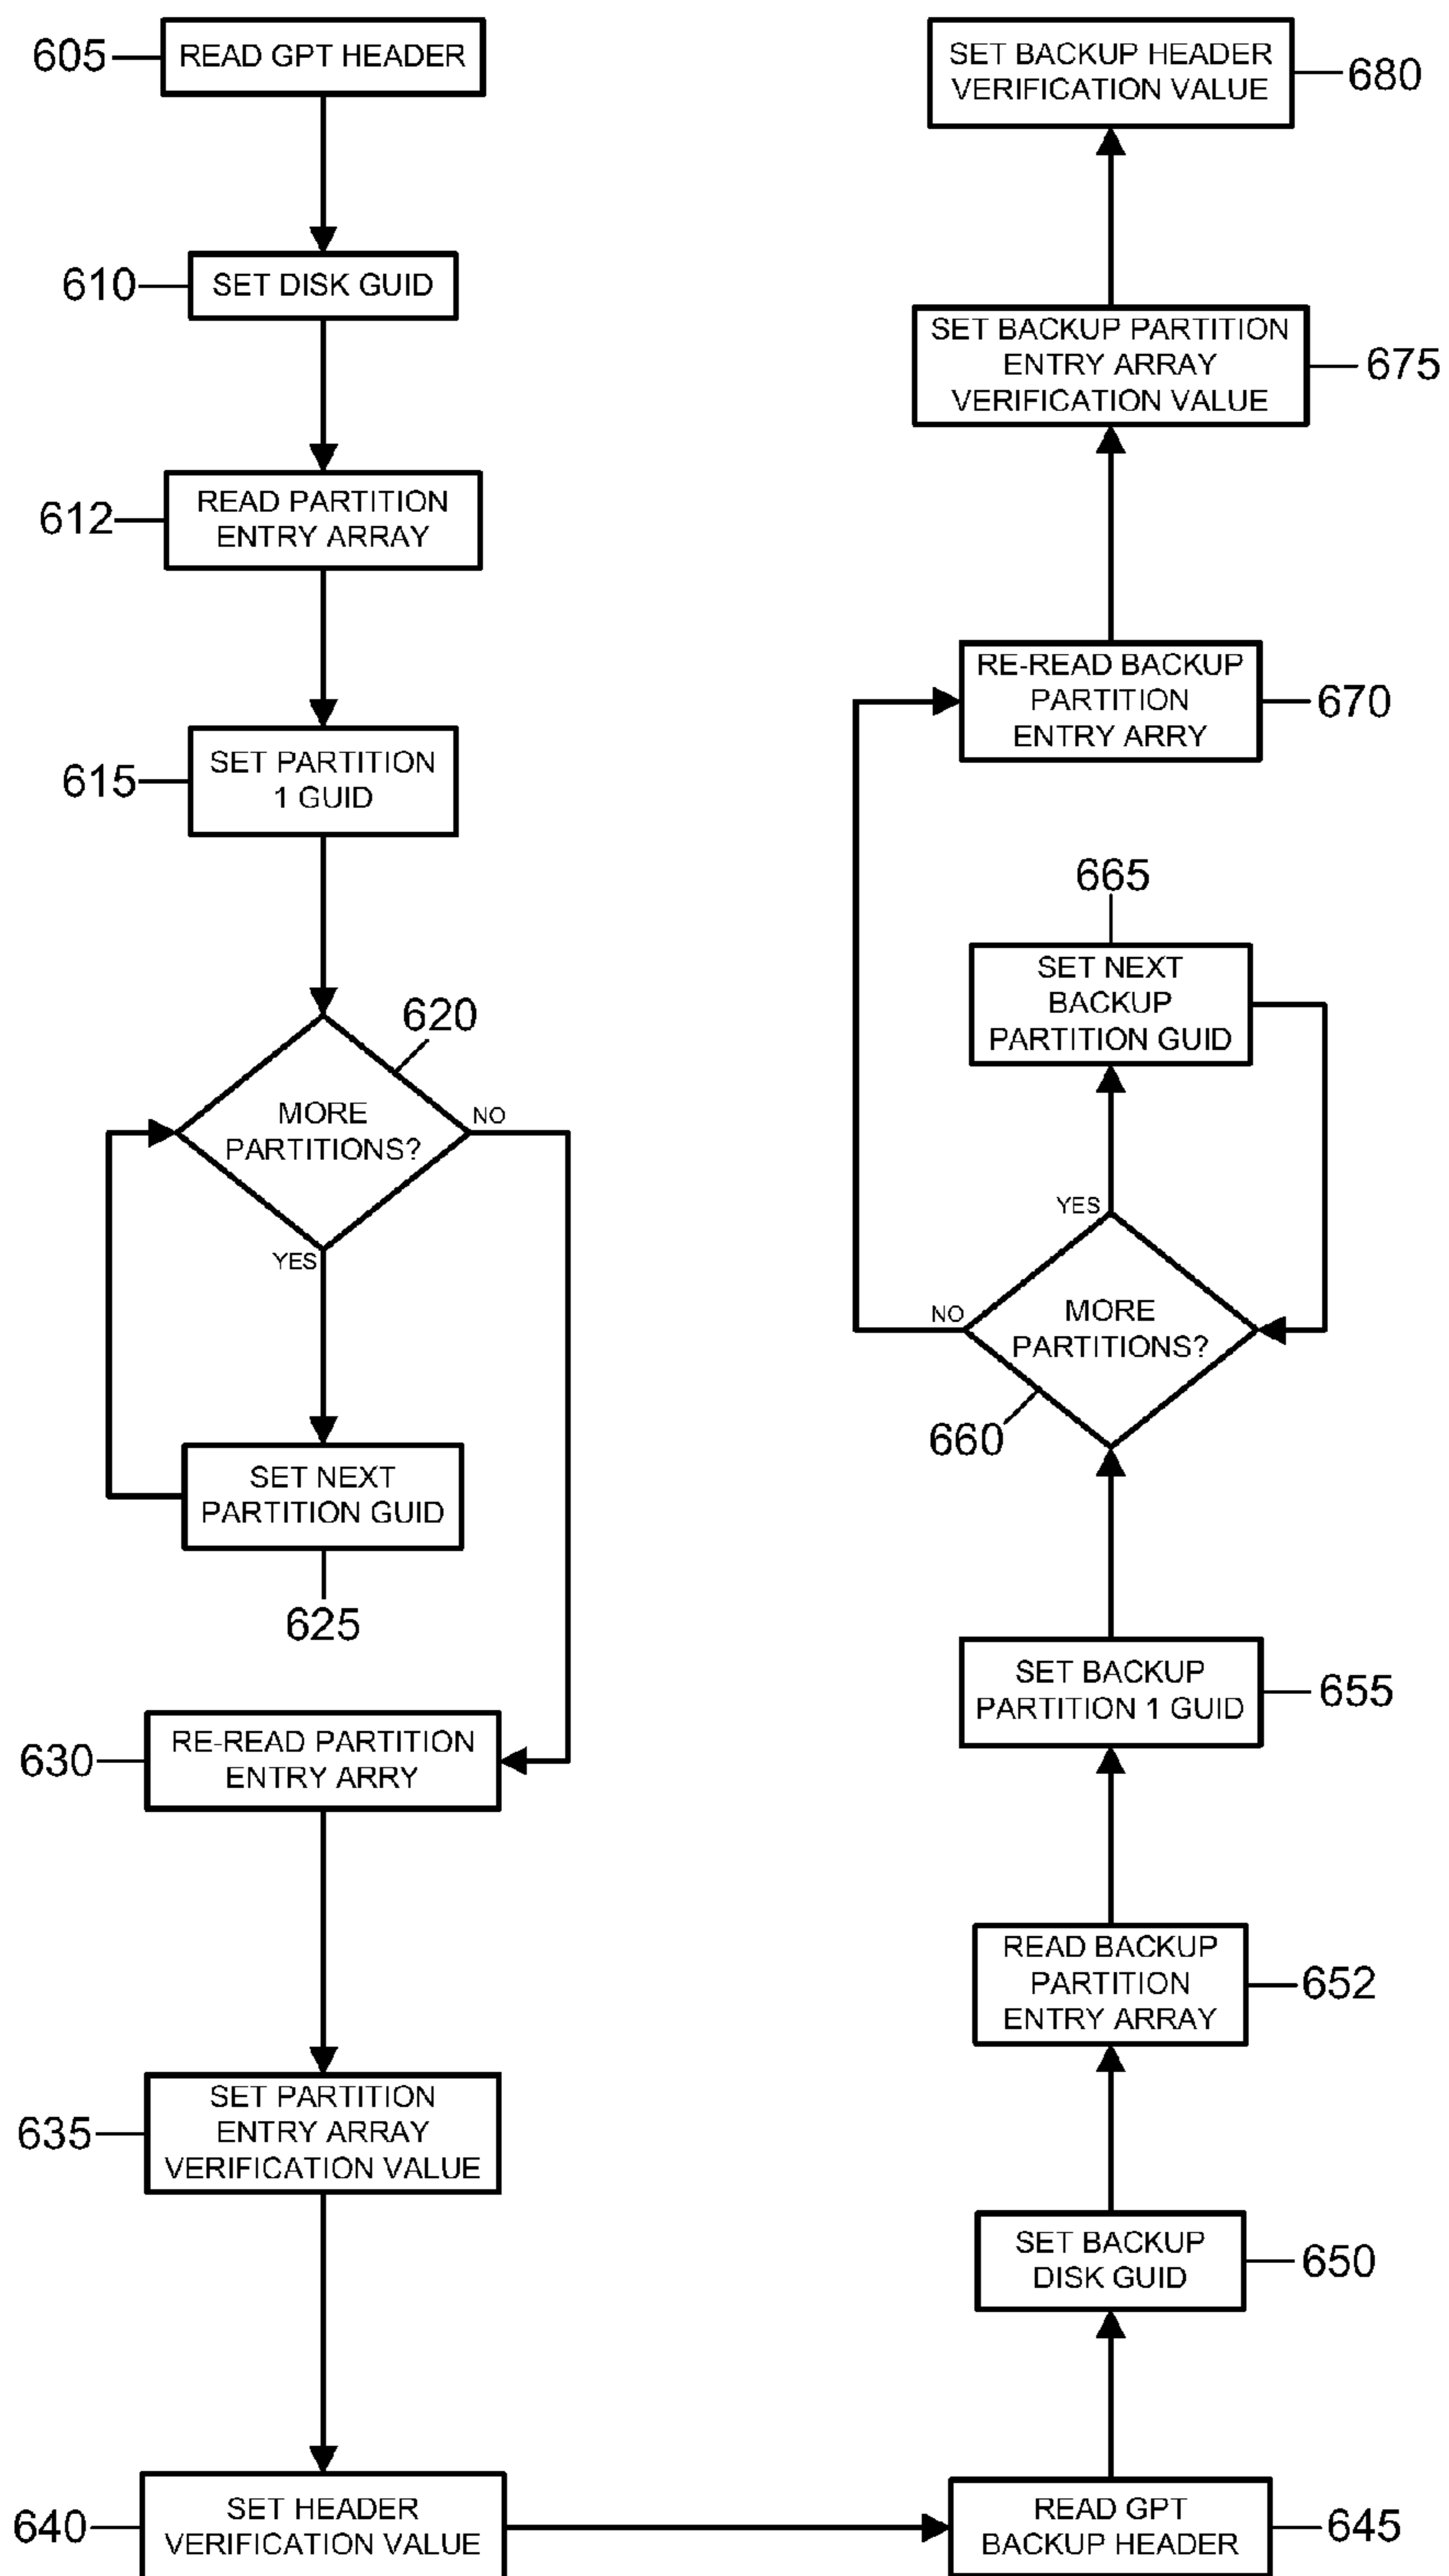 605
READ GPT HEADER
610
SET DISK GUID
612
READ PARTITION
ENTRY ARRAY
615
SET PARTITION
1 GUID
620
MORE
PARTITIONS?
NO
YES
SET NEXT
PARTITION GUID
625
630
RE-READ PARTITION
ENTRY ARRY
635
SET PARTITION
ENTRY ARRAY
VERIFICATION VALUE
640
SET HEADER
VERIFICATION VALUE
SET BACKUP HEADER
VERIFICATION VALUE
680
SET BACKUP PARTITION
ENTRY ARRAY
VERIFICATION VALUE
675
RE-READ BACKUP
PARTITION
ENTRY ARRY
670
665
SET NEXT
BACKUP
PARTITION GUID
YES
NO
MORE
PARTITIONS?
660
SET BACKUP
PARTITION 1 GUID
655
READ BACKUP
PARTITION
ENTRY ARRAY
652
SET BACKUP
DISK GUID
650
READ GPT
BACKUP HEADER
645